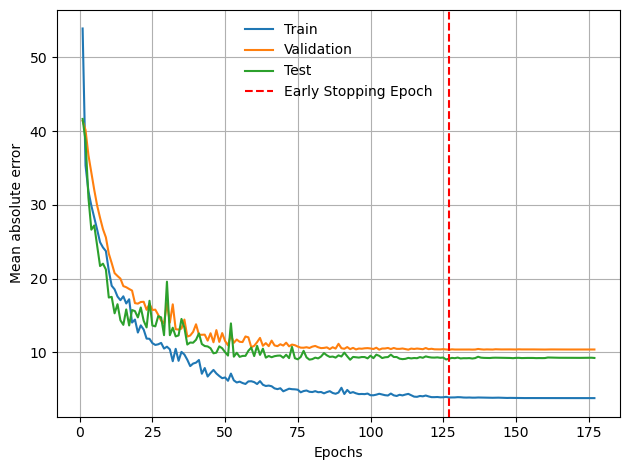 Train
Validation
Test
Early Stopping Epoch
Mean absolute error
50
40
30
20
10
0 25 50 75 100 125 150 175
Epochs